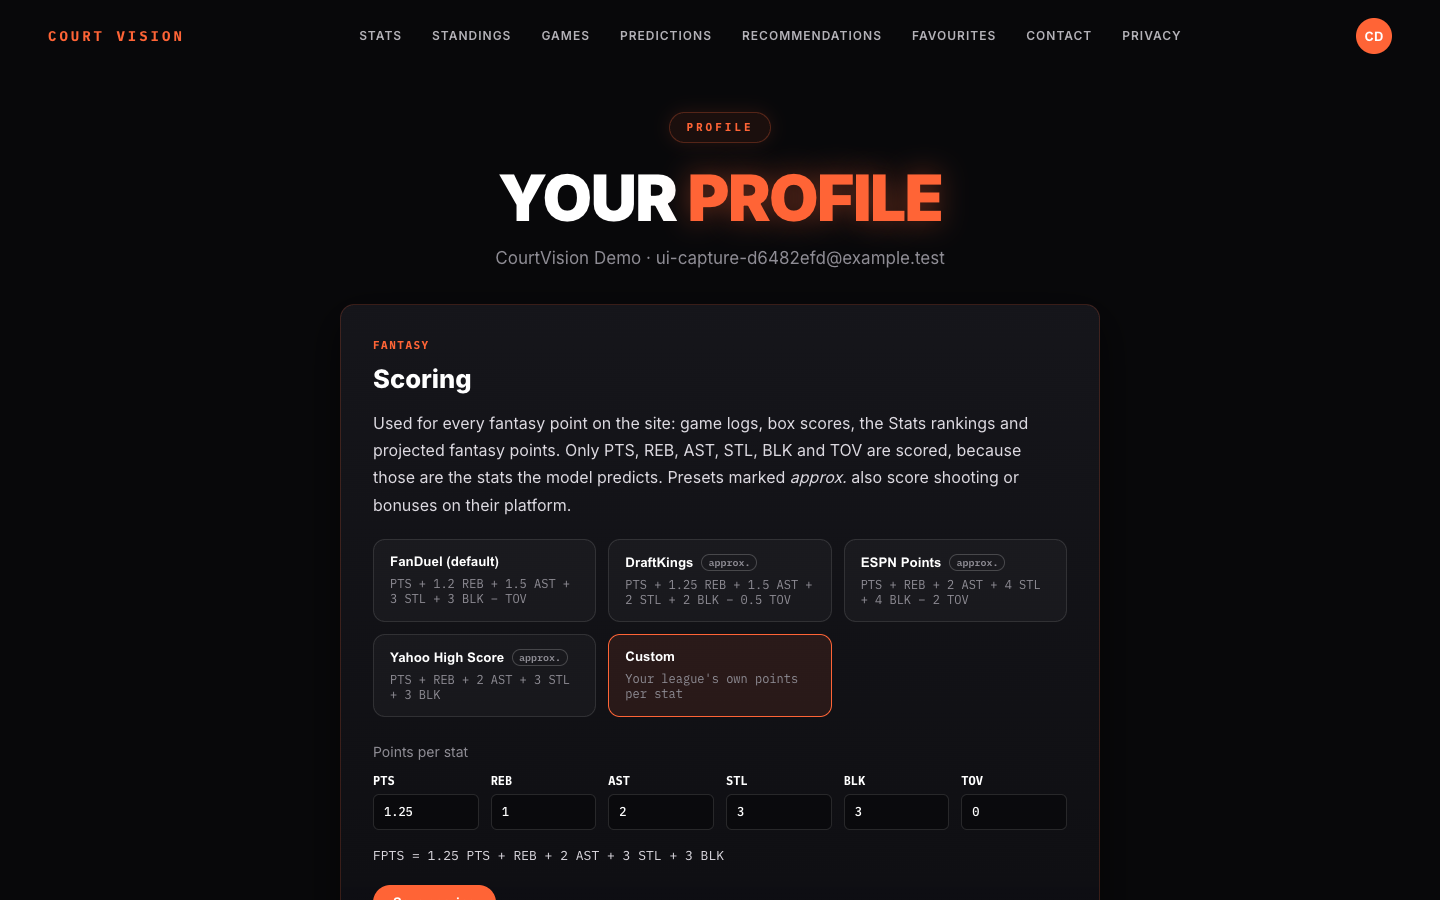 COURT VISION
STATS STANDINGS GAMES PREDICTIONS RECOMMENDATIONS FAVOURITES CONTACT PRIVACY
CD
PROFILE
YOUR PROFILE
CourtVision Demo · ui-capture-d6482efd@example.test
FANTASY
Scoring
Used for every fantasy point on the site: game logs, box scores, the Stats rankings and
projected fantasy points. Only PTS, REB, AST, STL, BLK and TOV are scored, because
those are the stats the model predicts. Presets marked approx. also score shooting or
bonuses on their platform.
FanDuel (default)
PTS + 1.2 REB + 1.5 AST +
3 STL + 3 BLK − TOV
DraftKings approx.
PTS + 1.25 REB + 1.5 AST +
2 STL + 2 BLK − 0.5 TOV
ESPN Points approx.
PTS + REB + 2 AST + 4 STL
+ 4 BLK − 2 TOV
Yahoo High Score approx.
PTS + REB + 2 AST + 3 STL
+ 3 BLK
Custom
Your league's own points
per stat
Points per stat
PTS REB AST STL BLK TOV
1.25 1 2 3 3 0
FPTS = 1.25 PTS + REB + 2 AST + 3 STL + 3 BLK